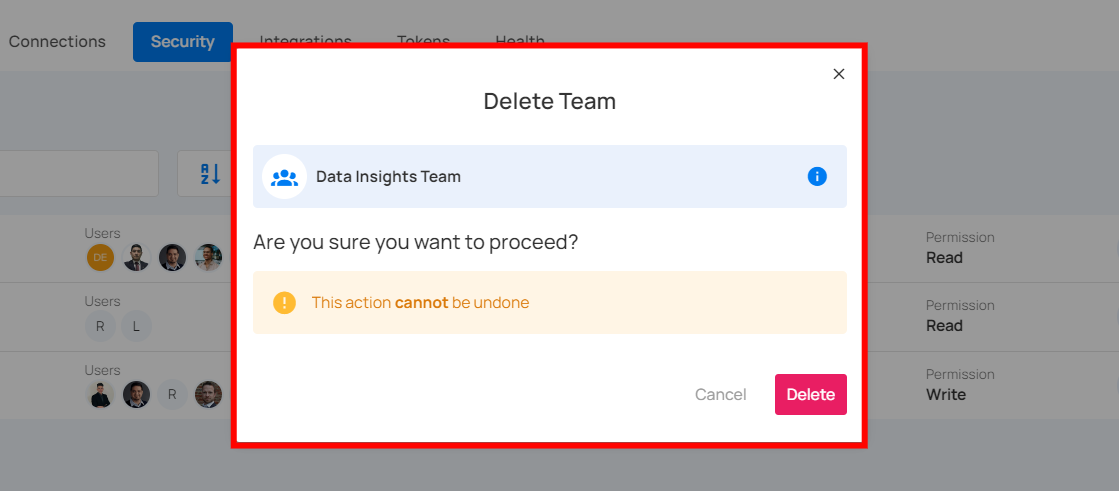 Connections Security Integrations Tokens Health
Delete Team
A
Z
Data Insights Team
Are you sure you want to proceed?
This action cannot be undone
Cancel Delete
Users
DE
Permission
Read
Users
R L
Permission
Read
Users
R
Permission
Write